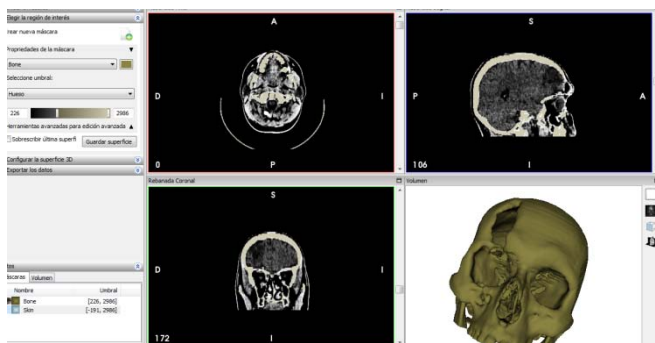 Elegir la región de interés
rear nueva máscara
Propiedades de la máscara
Bone
Seleccione umbral:
Hueso
226
2986
Herramientas avanzadas para edición avanzada
Sobrescribir última superfi
Guardar superficie
Configurar la superficie 3D
Exportar los datos
Volumen
Nombre Umbral
Bone [226, 2986]
Skin [-191, 2986]
A
D I
0 P
S
P A
106 I
Rebanada Coronal
S
D I
172 I
Volumen